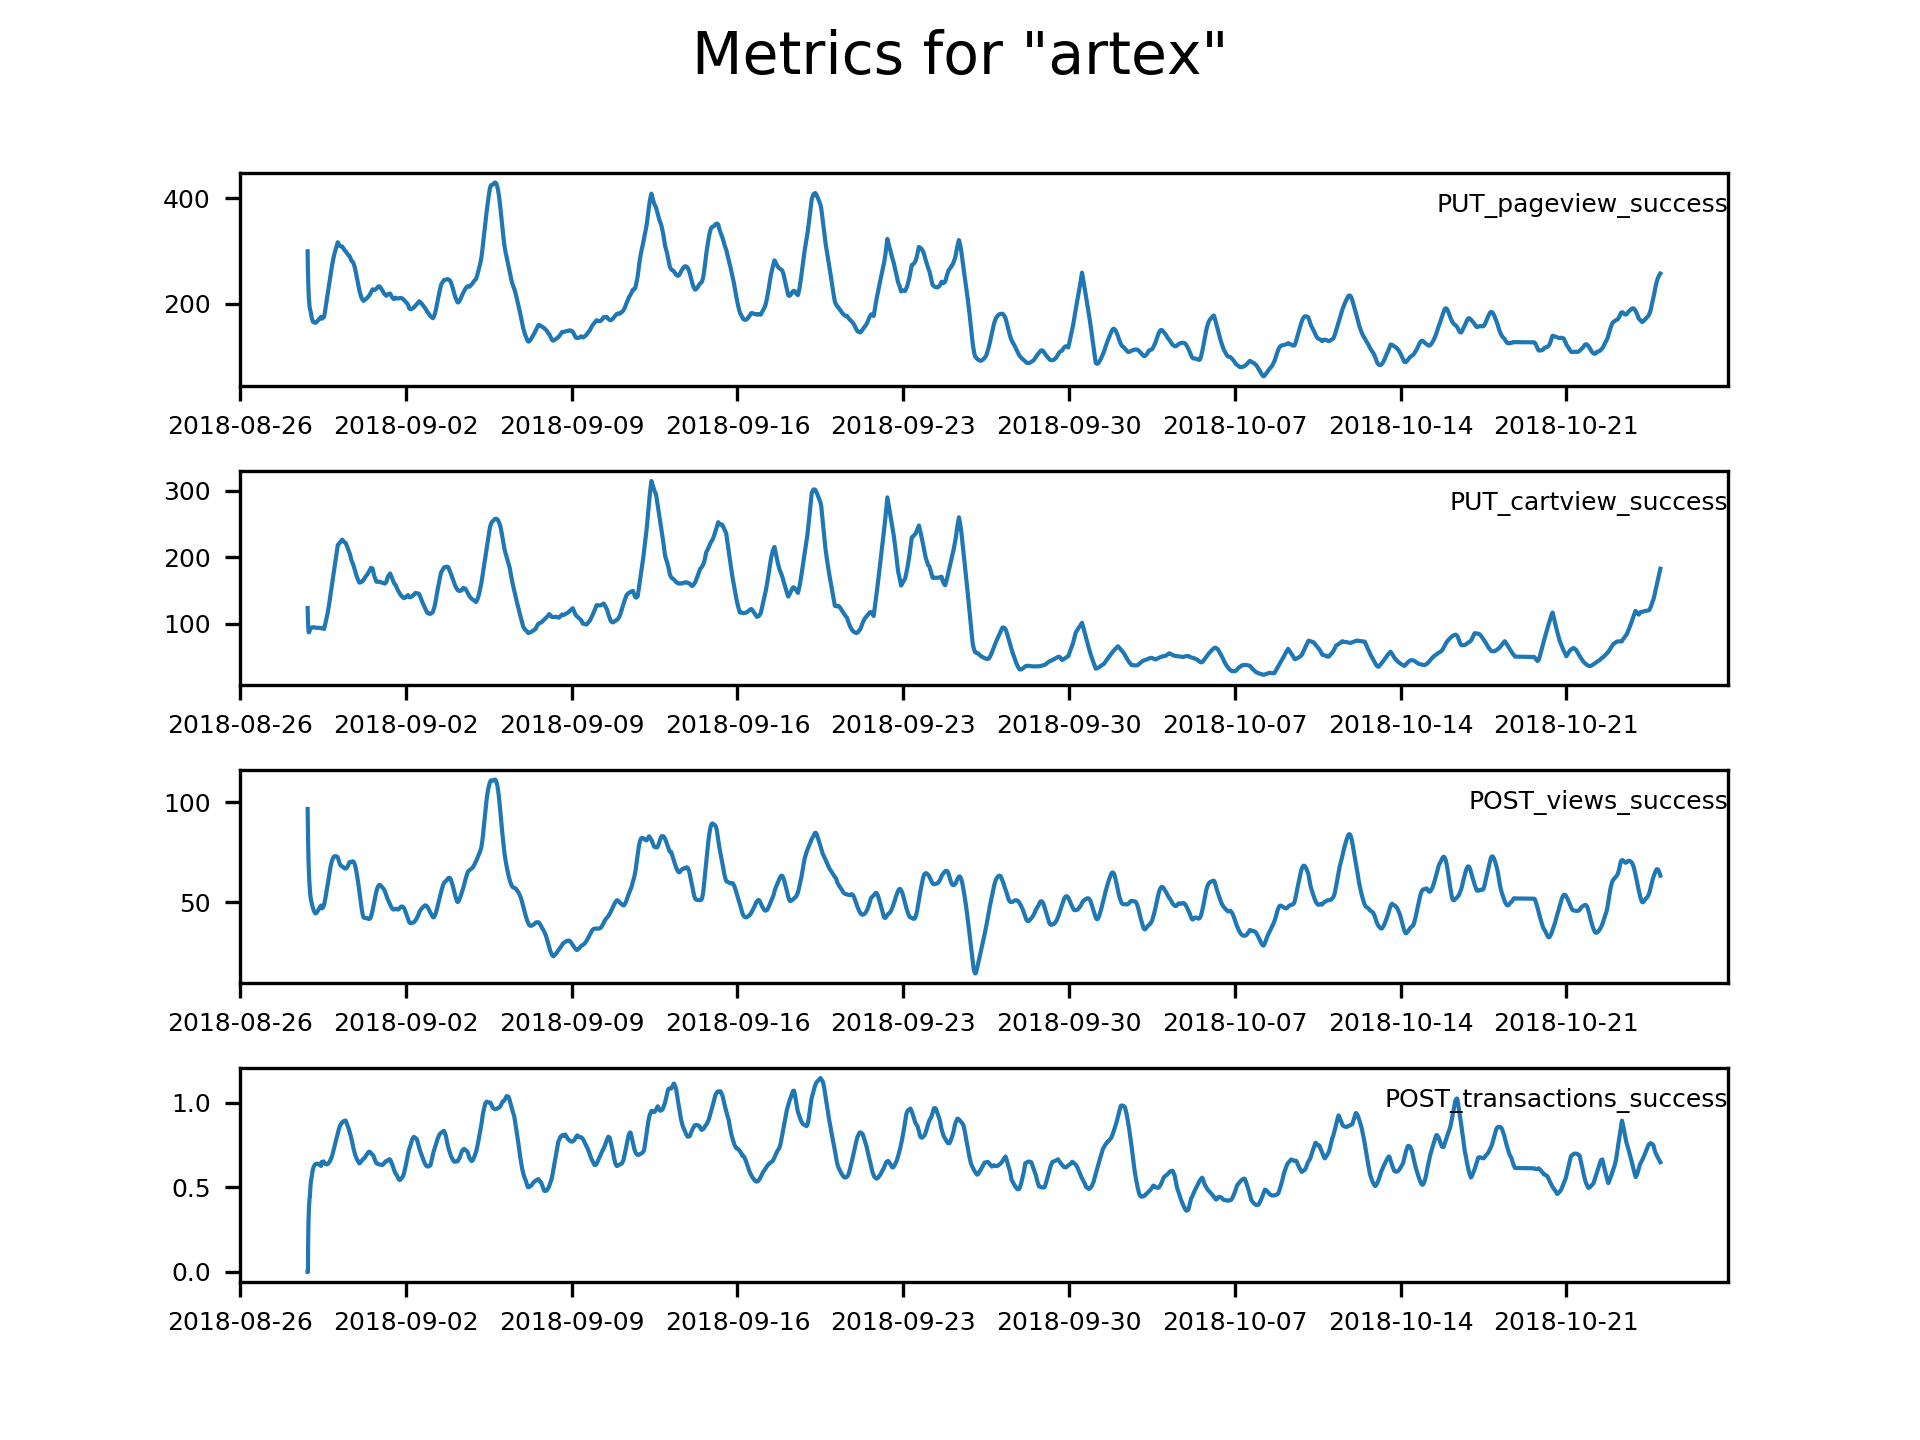 Metrics for "artex"
PUT_pageview_success
400
200
2018-08-26 2018-09-02 2018-09-09 2018-09-16 2018-09-23 2018-09-30 2018-10-07 2018-10-14 2018-10-21
PUT_cartview_success
300
200
100
2018-08-26 2018-09-02 2018-09-09 2018-09-16 2018-09-23 2018-09-30 2018-10-07 2018-10-14 2018-10-21
POST_views_success
100
50
2018-08-26 2018-09-02 2018-09-09 2018-09-16 2018-09-23 2018-09-30 2018-10-07 2018-10-14 2018-10-21
POST_transactions_success
1.0
0.5
0.0
2018-08-26 2018-09-02 2018-09-09 2018-09-16 2018-09-23 2018-09-30 2018-10-07 2018-10-14 2018-10-21